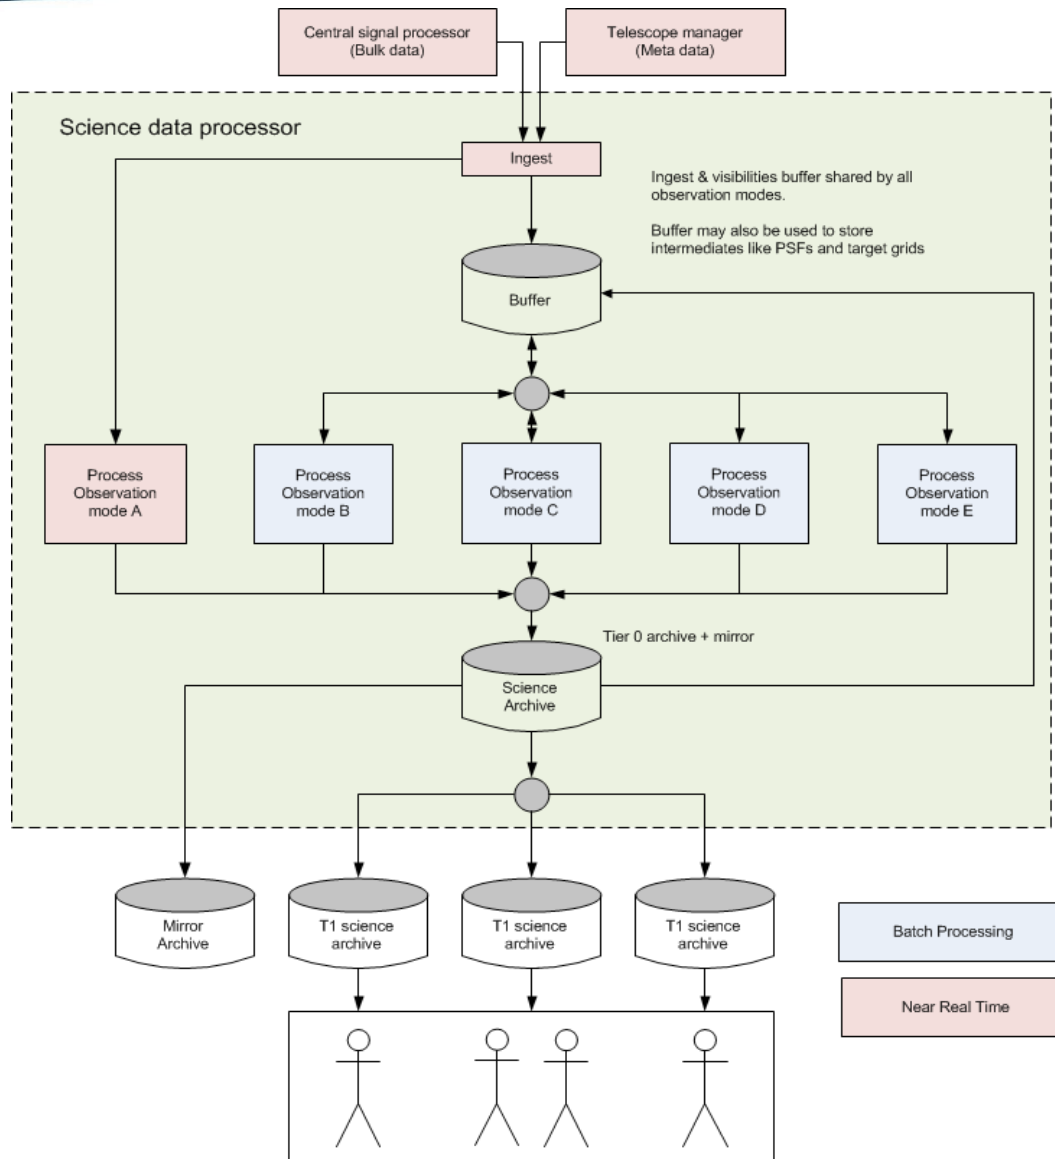 Central signal processor
(Bulk data)
Telescope manager
(Meta data)
Science data processor
Ingest
Ingest & visibilities buffer shared by all
observation modes.
Buffer may also be used to store
intermediates like PSFs and target grids
Buffer
Process
Observation
mode A
Process
Observation
mode B
Process
Observation
mode C
Process
Observation
mode D
Process
Observation
mode E
Tier 0 archive + mirror
Science
Archive
Mirror
Archive
T1 science
archive
T1 science
archive
T1 science
archive
Batch Processing
Near Real Time